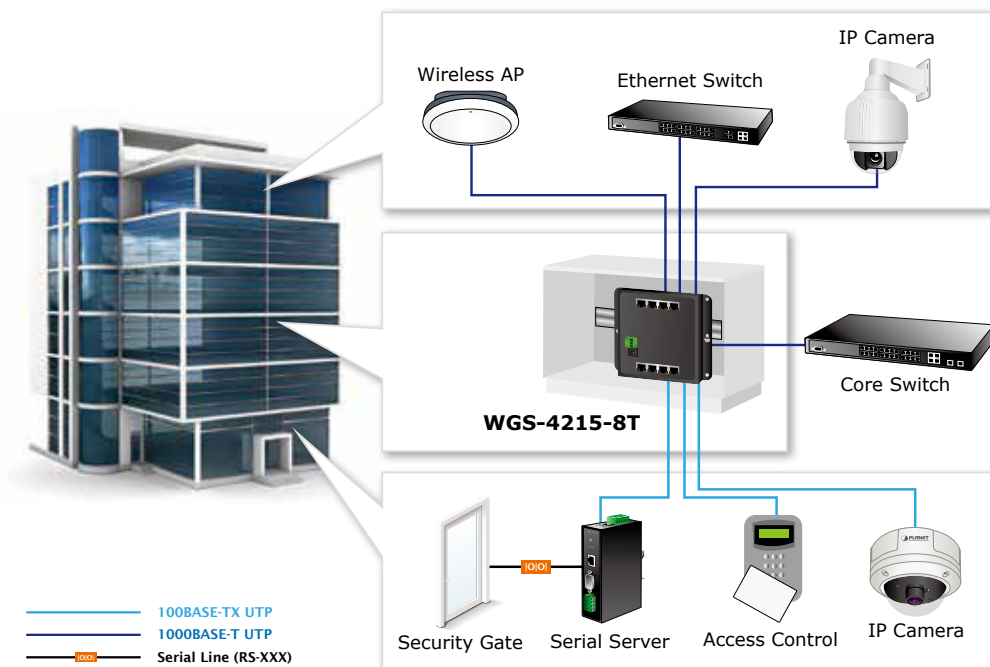 IP Camera
Wireless AP
Ethernet Switch
WGS-4215-8T
Core Switch
PLANET
|O|O|
Security Gate
Serial Server
Access Control
IP Camera
100BASE-TX UTP
1000BASE-T UTP
|O|O|
Serial Line (RS-XXX)